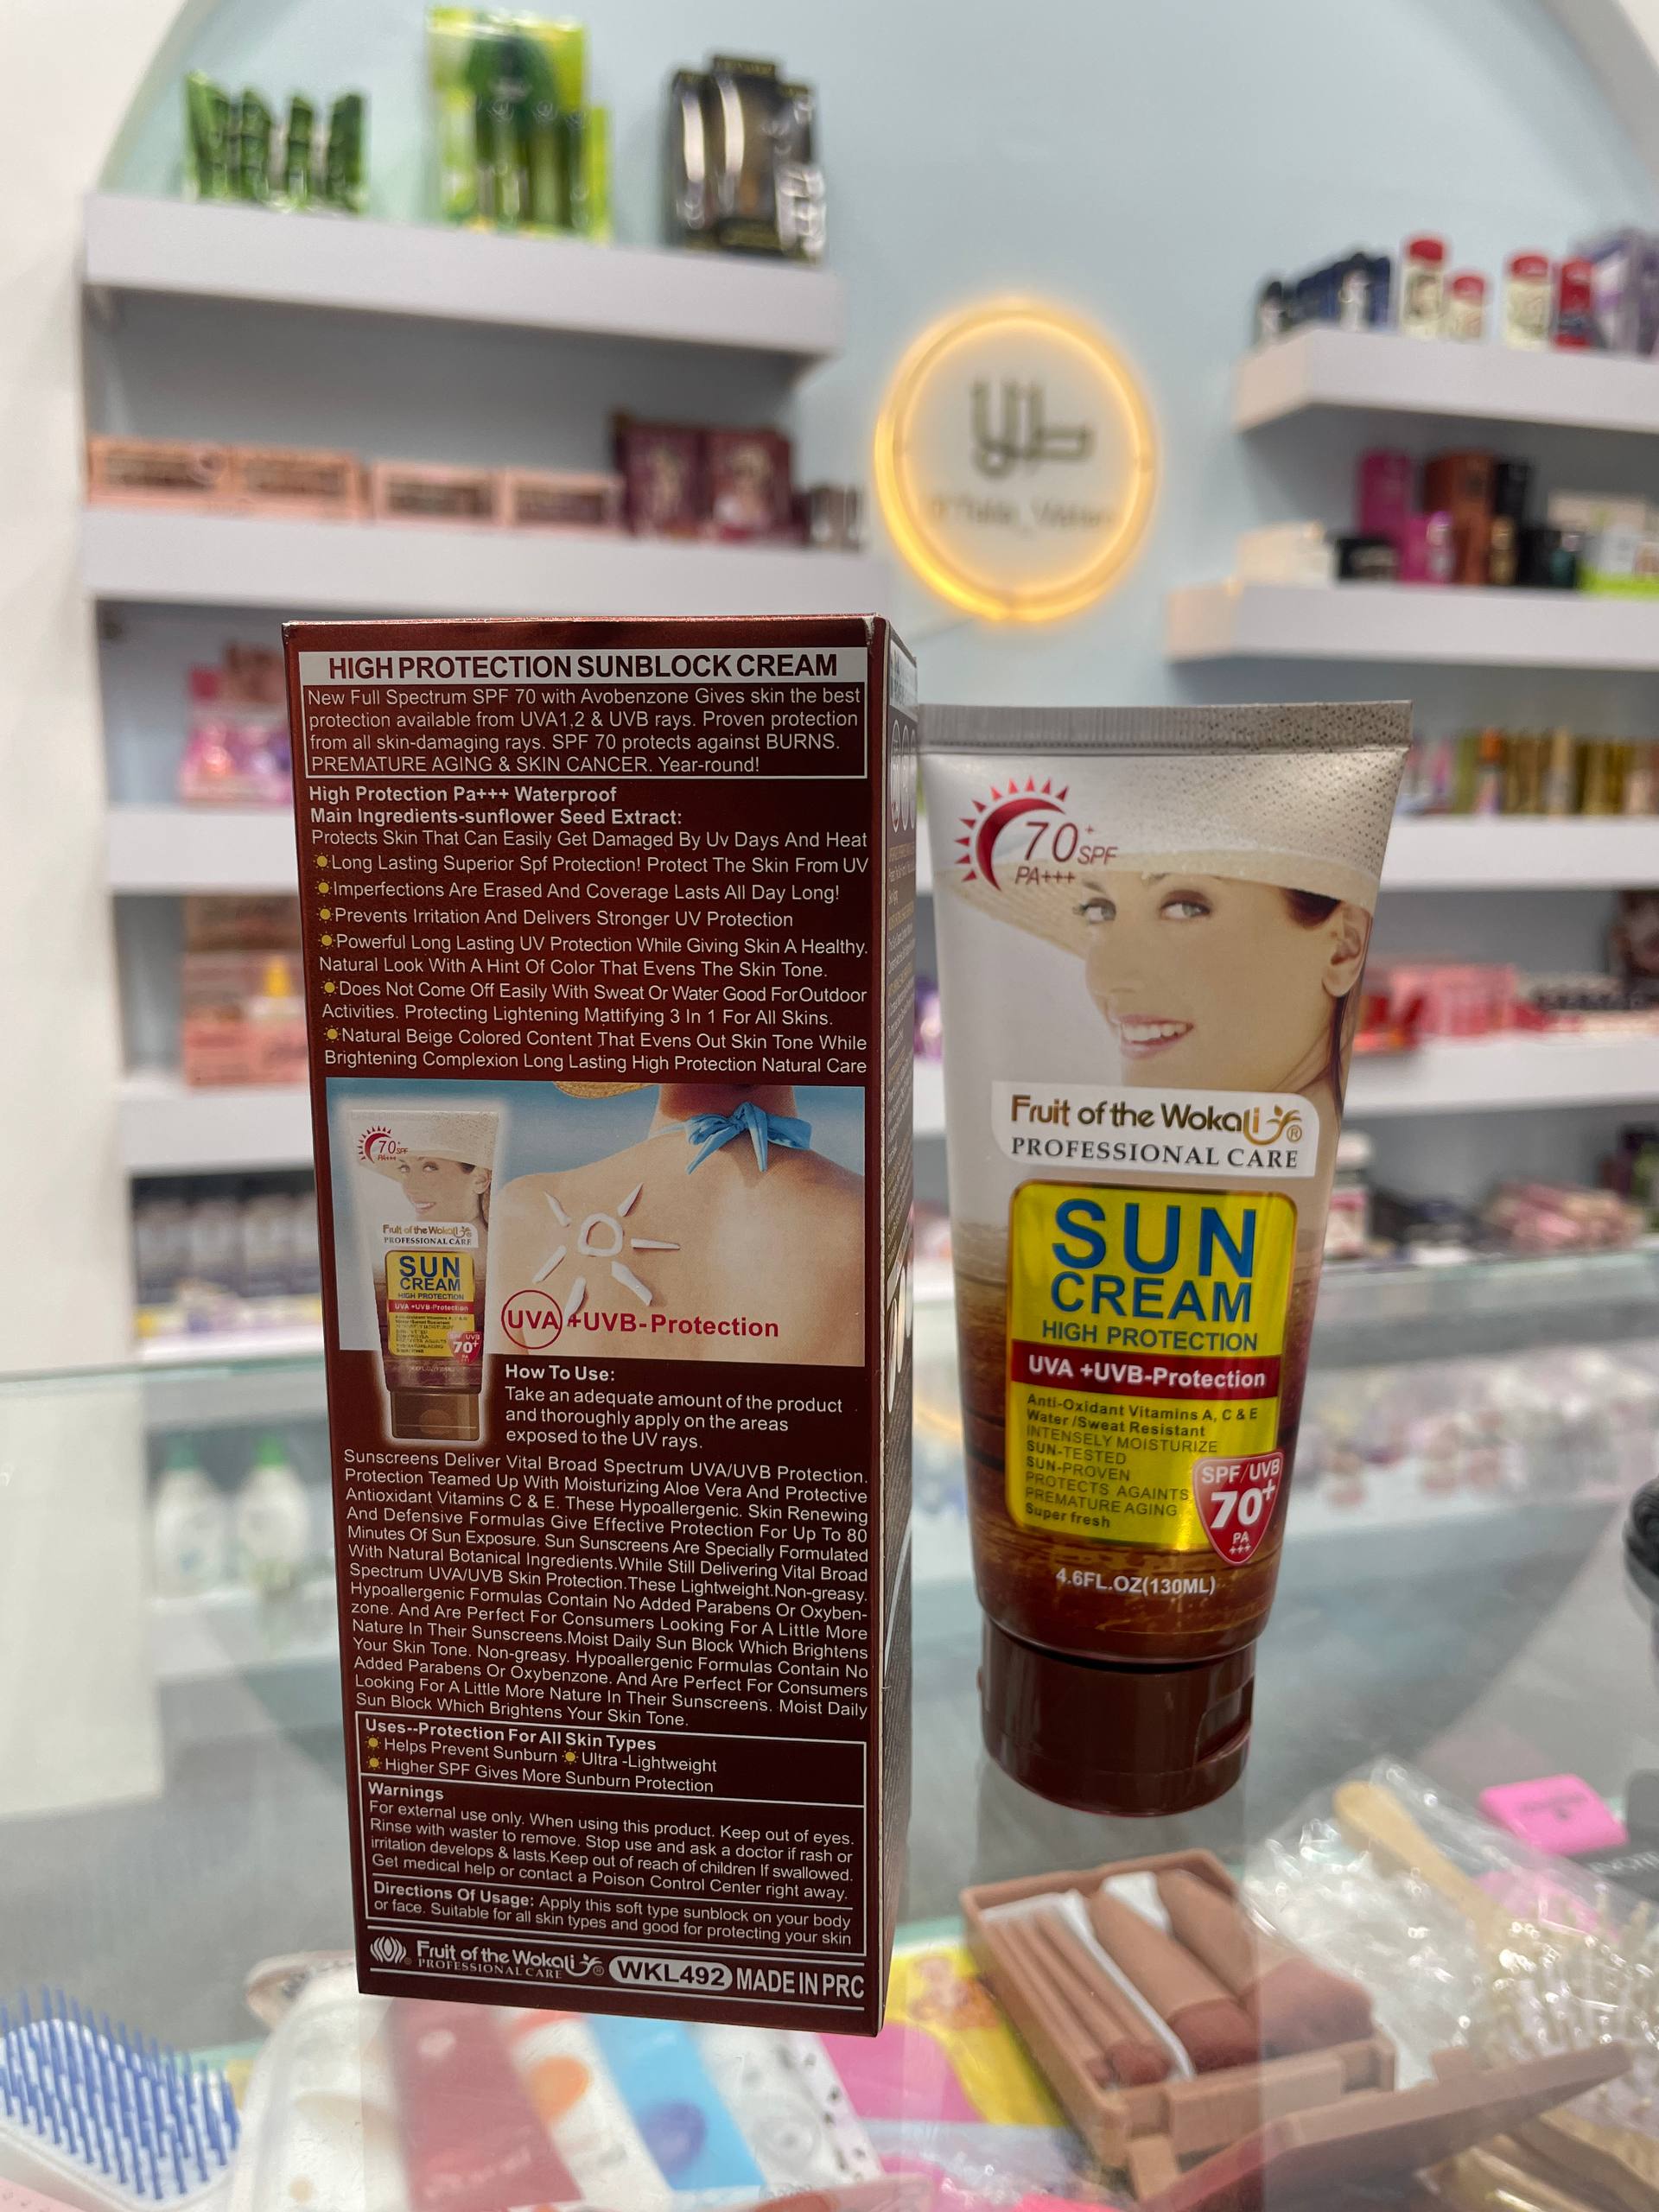 طلایا
HIGH PROTECTION SUNBLOCK CREAM
New Full Spectrum SPF 70 with Avobenzone Gives skin the best
protection available from UVA1,2 & UVB rays. Proven protection
from all skin-damaging rays. SPF 70 protects against BURNS.
PREMATURE AGING & SKIN CANCER. Year-round!
High Protection Pa+++ Waterproof
Main Ingredients-sunflower Seed Extract:
Protects Skin That Can Easily Get Damaged By Uv Days And Heat
Long Lasting Superior Spf Protection! Protect The Skin From UV
Imperfections Are Erased And Coverage Lasts All Day Long!
Prevents Irritation And Delivers Stronger UV Protection
Powerful Long Lasting UV Protection While Giving Skin A Healthy.
Natural Look With A Hint Of Color That Evens The Skin Tone.
Does Not Come Off Easily With Sweat Or Water Good For Outdoor
Activities. Protecting Lightening Mattifying 3 In 1 For All Skins.
Natural Beige Colored Content That Evens Out Skin Tone While
Brightening Complexion Long Lasting High Protection Natural Care
70+ SPF
PA+++
Fruit of the Wokali ®
PROFESSIONAL CARE
SUN
CREAM
HIGH PROTECTION
UVA +UVB-Protection
SPF/UVB
70+
PA
UVA +UVB-Protection
How To Use:
Take an adequate amount of the product
and thoroughly apply on the areas
exposed to the UV rays.
Sunscreens Deliver Vital Broad Spectrum UVA/UVB Protection.
Protection Teamed Up With Moisturizing Aloe Vera And Protective
Antioxidant Vitamins C & E. These Hypoallergenic. Skin Renewing
And Defensive Formulas Give Effective Protection For Up To 80
Minutes Of Sun Exposure. Sun Sunscreens Are Specially Formulated
With Natural Botanical Ingredients.While Still Delivering Vital Broad
Spectrum UVA/UVB Skin Protection.These Lightweight.Non-greasy.
Hypoallergenic Formulas Contain No Added Parabens Or Oxyben-
zone. And Are Perfect For Consumers Looking For A Little More
Nature In Their Sunscreens.Moist Daily Sun Block Which Brightens
Your Skin Tone. Non-greasy. Hypoallergenic Formulas Contain No
Added Parabens Or Oxybenzone. And Are Perfect For Consumers
Looking For A Little More Nature In Their Sunscreens. Moist Daily
Sun Block Which Brightens Your Skin Tone.
Uses--Protection For All Skin Types
Helps Prevent Sunburn Ultra -Lightweight
Higher SPF Gives More Sunburn Protection
Warnings
For external use only. When using this product. Keep out of eyes.
Rinse with waster to remove. Stop use and ask a doctor if rash or
irritation develops & lasts.Keep out of reach of children If swallowed.
Get medical help or contact a Poison Control Center right away.
Directions Of Usage: Apply this soft type sunblock on your body
or face. Suitable for all skin types and good for protecting your skin
Fruit of the Wokali ®
PROFESSIONAL CARE
WKL492 MADE IN PRC
70+ SPF
PA+++
Fruit of the Wokali ®
PROFESSIONAL CARE
SUN
CREAM
HIGH PROTECTION
UVA +UVB-Protection
Anti-Oxidant Vitamins A, C & E
Water /Sweat Resistant
INTENSELY MOISTURIZE
SUN-TESTED
SUN-PROVEN
PROTECTS AGAINTS
PREMATURE AGING
Super fresh
SPF/UVB
70+
PA
+++
4.6FL.OZ(130ML)